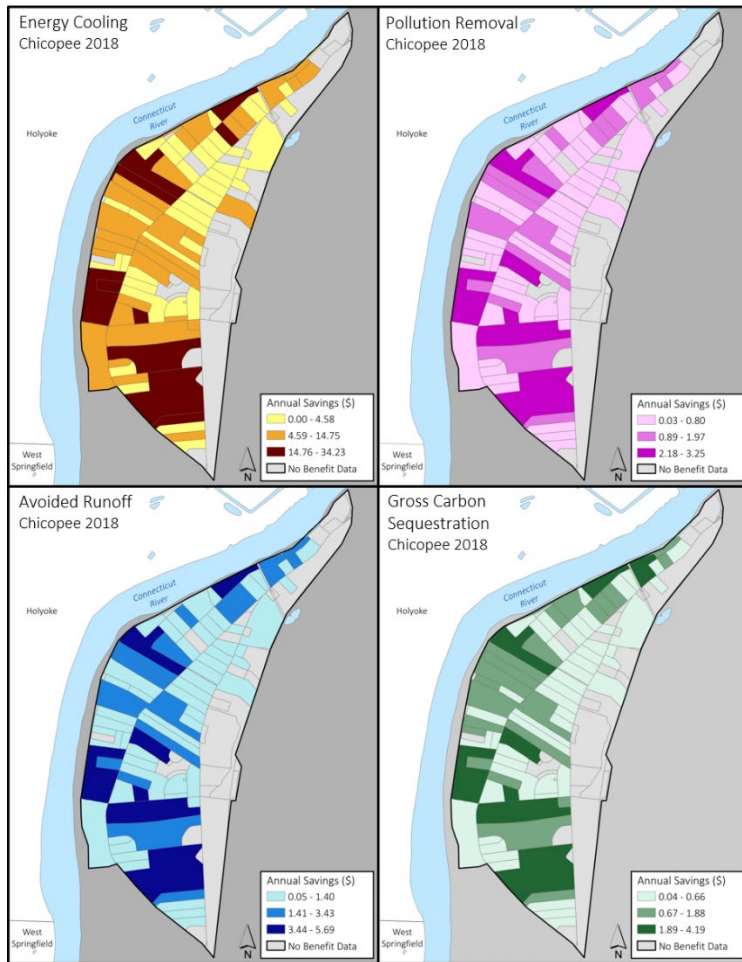 Energy Cooling
Chicopee 2018
Connecticut
River
Holyoke
West
Springfield
N
Annual Savings ($)
0.00 - 4.58
4.59 - 14.75
14.76 - 34.23
No Benefit Data
Pollution Removal
Chicopee 2018
Connecticut
River
Holyoke
West
Springfield
N
Annual Savings ($)
0.03 - 0.80
0.89 - 1.97
2.18 - 3.25
No Benefit Data
Avoided Runoff
Chicopee 2018
Connecticut
River
Holyoke
West
Springfield
N
Annual Savings ($)
0.05 - 1.40
1.41 - 3.43
3.44 - 5.69
No Benefit Data
Gross Carbon
Sequestration
Chicopee 2018
Connecticut
River
Holyoke
West
Springfield
N
Annual Savings ($)
0.04 - 0.66
0.67 - 1.88
1.89 - 4.19
No Benefit Data